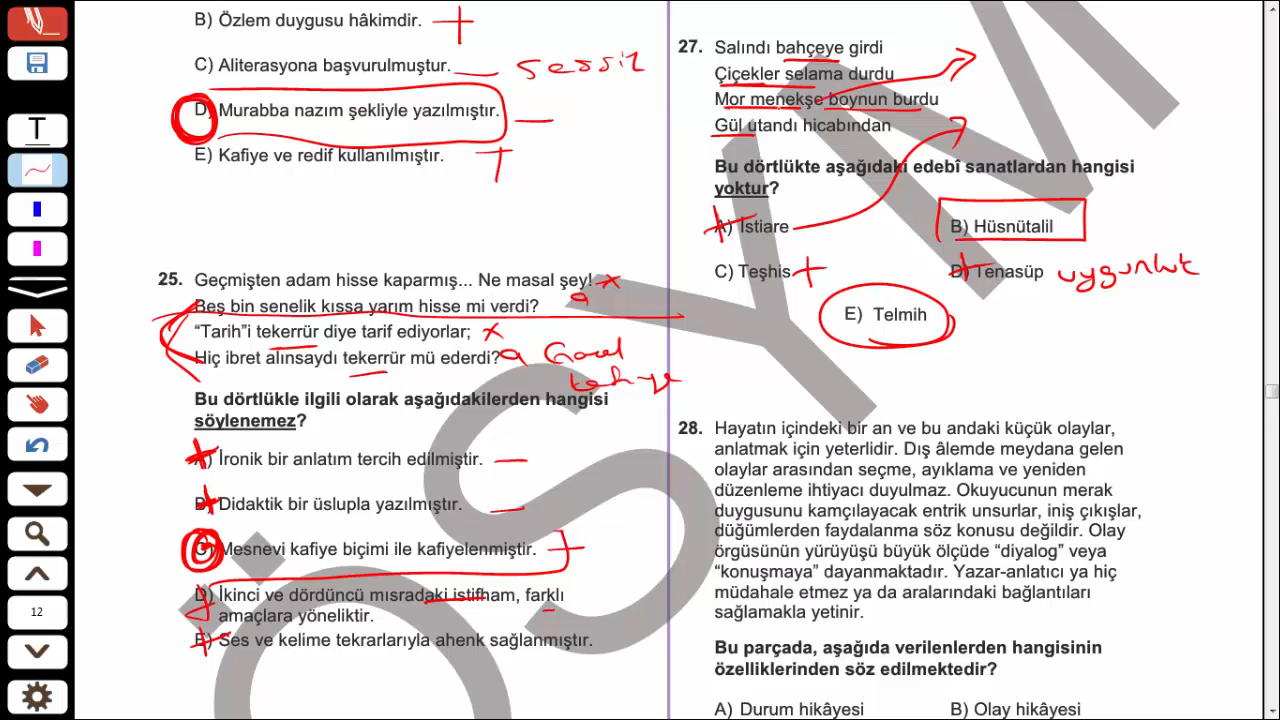 B) Özlem duygusu hâkimdir.
C) Aliterasyona başvurulmuştur. sessiz
D) Murabba nazım şekliyle yazılmıştır.
E) Kafiye ve redif kullanılmıştır.
25. Geçmişten adam hisse kaparmış... Ne masal şey! x
Beş bin senelik kıssa yarım hisse mi verdi? a
“Tarih”i tekerrür diye tarif ediyorlar; x
Hiç ibret alınsaydı tekerrür mü ederdi? a
Bu dörtlükle ilgili olarak aşağıdakilerden hangisi
söylenemez?
A) İronik bir anlatım tercih edilmiştir.
B) Didaktik bir üslupla yazılmıştır.
C) Mesnevi kafiye biçimi ile kafiyelenmiştir.
D) İkinci ve dördüncü mısradaki istifham, farklı
amaçlara yöneliktir.
E) Ses ve kelime tekrarlarıyla ahenk sağlanmıştır.
27. Salındı bahçeye girdi
Çiçekler selama durdu
Mor menekşe boynun burdu
Gül utandı hicabından
Bu dörtlükte aşağıdaki edebî sanatlardan hangisi
yoktur?
A) İstiare
B) Hüsnütalil
C) Teşhis
D) Tenasüp uygunluk
E) Telmih
28. Hayatın içindeki bir an ve bu andaki küçük olaylar,
anlatmak için yeterlidir. Dış âlemde meydana gelen
olaylar arasından seçme, ayıklama ve yeniden
düzenleme ihtiyacı duyulmaz. Okuyucunun merak
duygusunu kamçılayacak entrik unsurlar, iniş çıkışlar,
düğümlerden faydalanma söz konusu değildir. Olay
örgüsünün yürüyüşü büyük ölçüde “diyalog” veya
“konuşmaya” dayanmaktadır. Yazar-anlatıcı ya hiç
müdahale etmez ya da aralarındaki bağlantıları
sağlamakla yetinir.
Bu parçada, aşağıda verilenlerden hangisinin
özelliklerinden söz edilmektedir?
A) Durum hikâyesi
B) Olay hikâyesi
ÖSYM
T
12